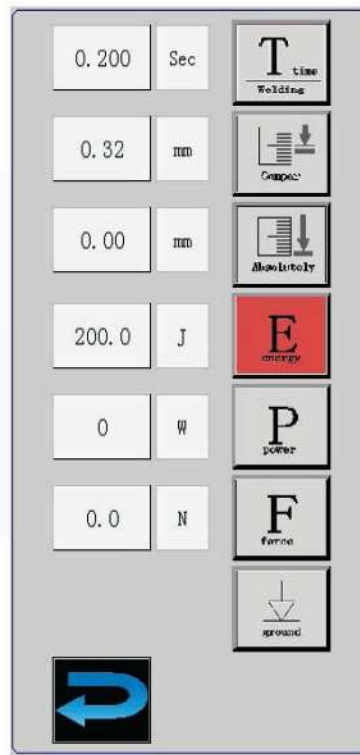 0.200 Sec T time
Welding
0.32 mm
Compar
0.00 mm
Absolutely
200.0 J E
energy
0 W P
power
0.0 N F
force
ground